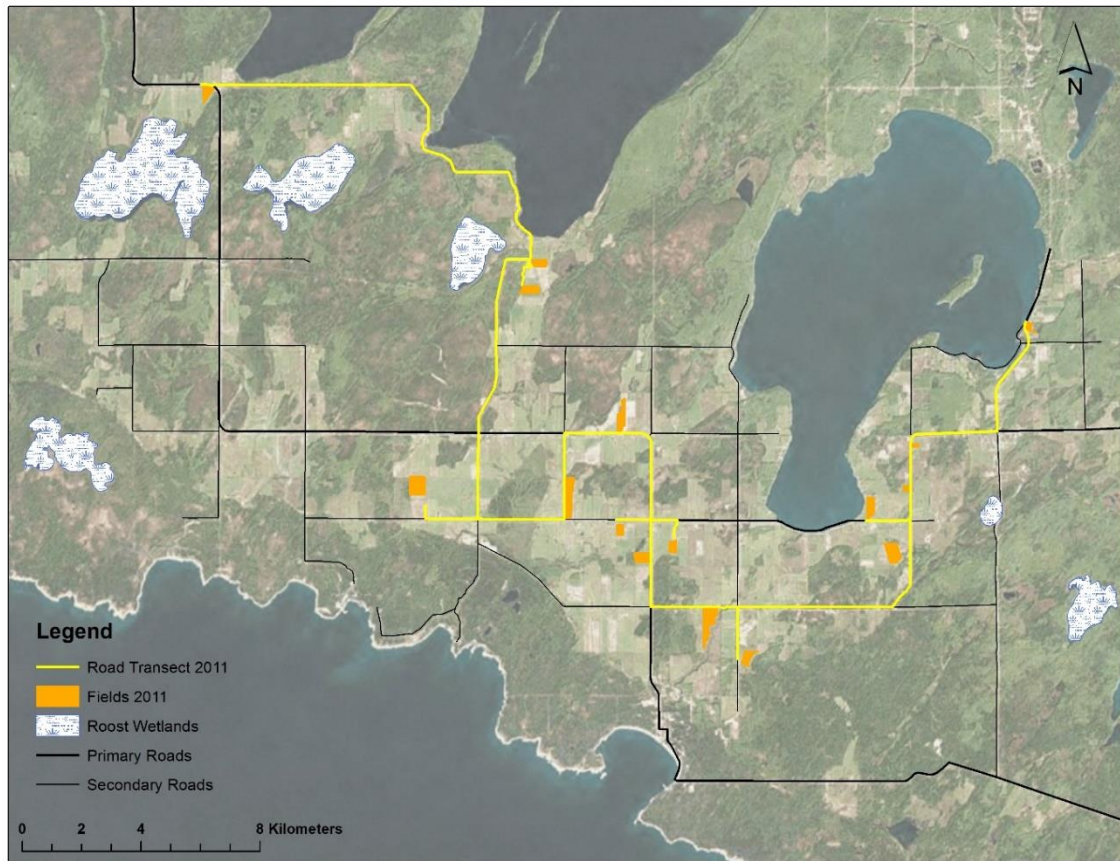 N
Legend
Road Transect 2011
Fields 2011
Roost Wetlands
Primary Roads
Secondary Roads
0 2 4 8 Kilometers